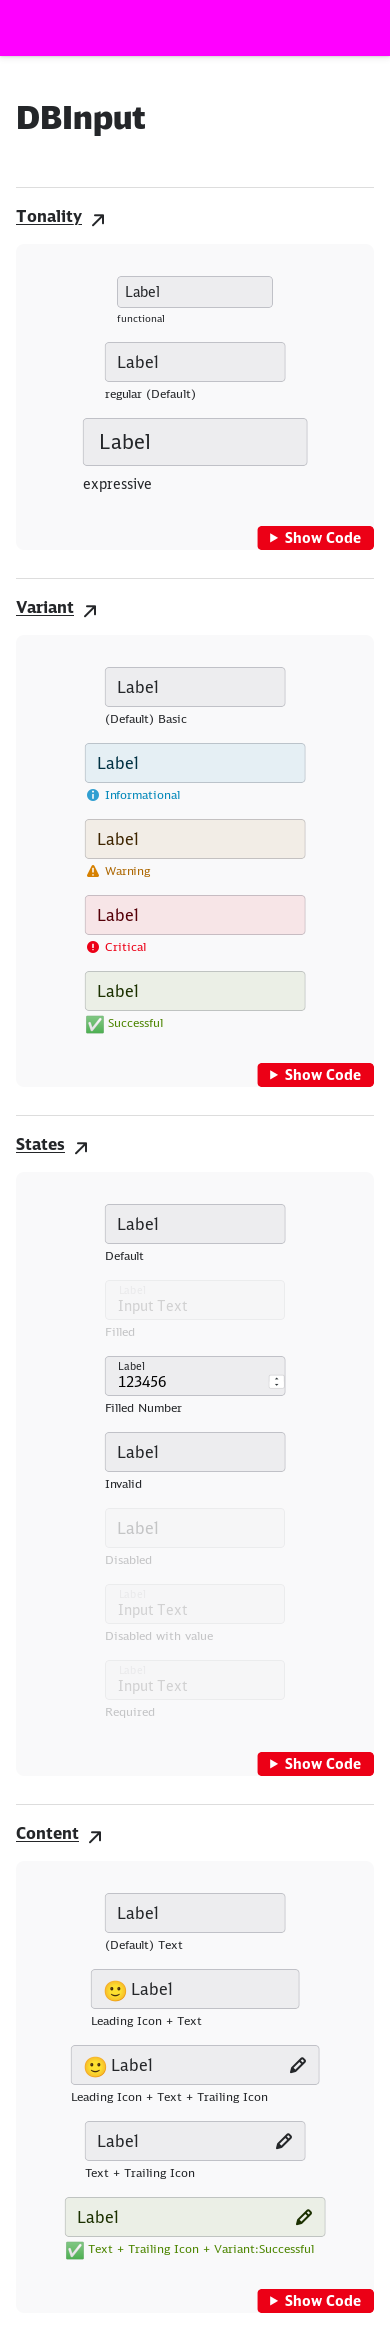 DBInput
Tonality
Label
functional
Label
regular (Default)
Label
expressive
Show Code
Variant
Label
(Default) Basic
Label
Informational
Label
Warning
Label
Critical
Label
Successful
Show Code
States
Label
Default
Label
Input Text
Filled
Label
123456
Filled Number
Label
Invalid
Label
Disabled
Label
Input Text
Disabled with value
Label
Input Text
Required
Show Code
Content
Label
(Default) Text
Label
Leading Icon + Text
Label
Leading Icon + Text + Trailing Icon
Label
Text + Trailing Icon
Label
Text + Trailing Icon + Variant:Successful
Show Code